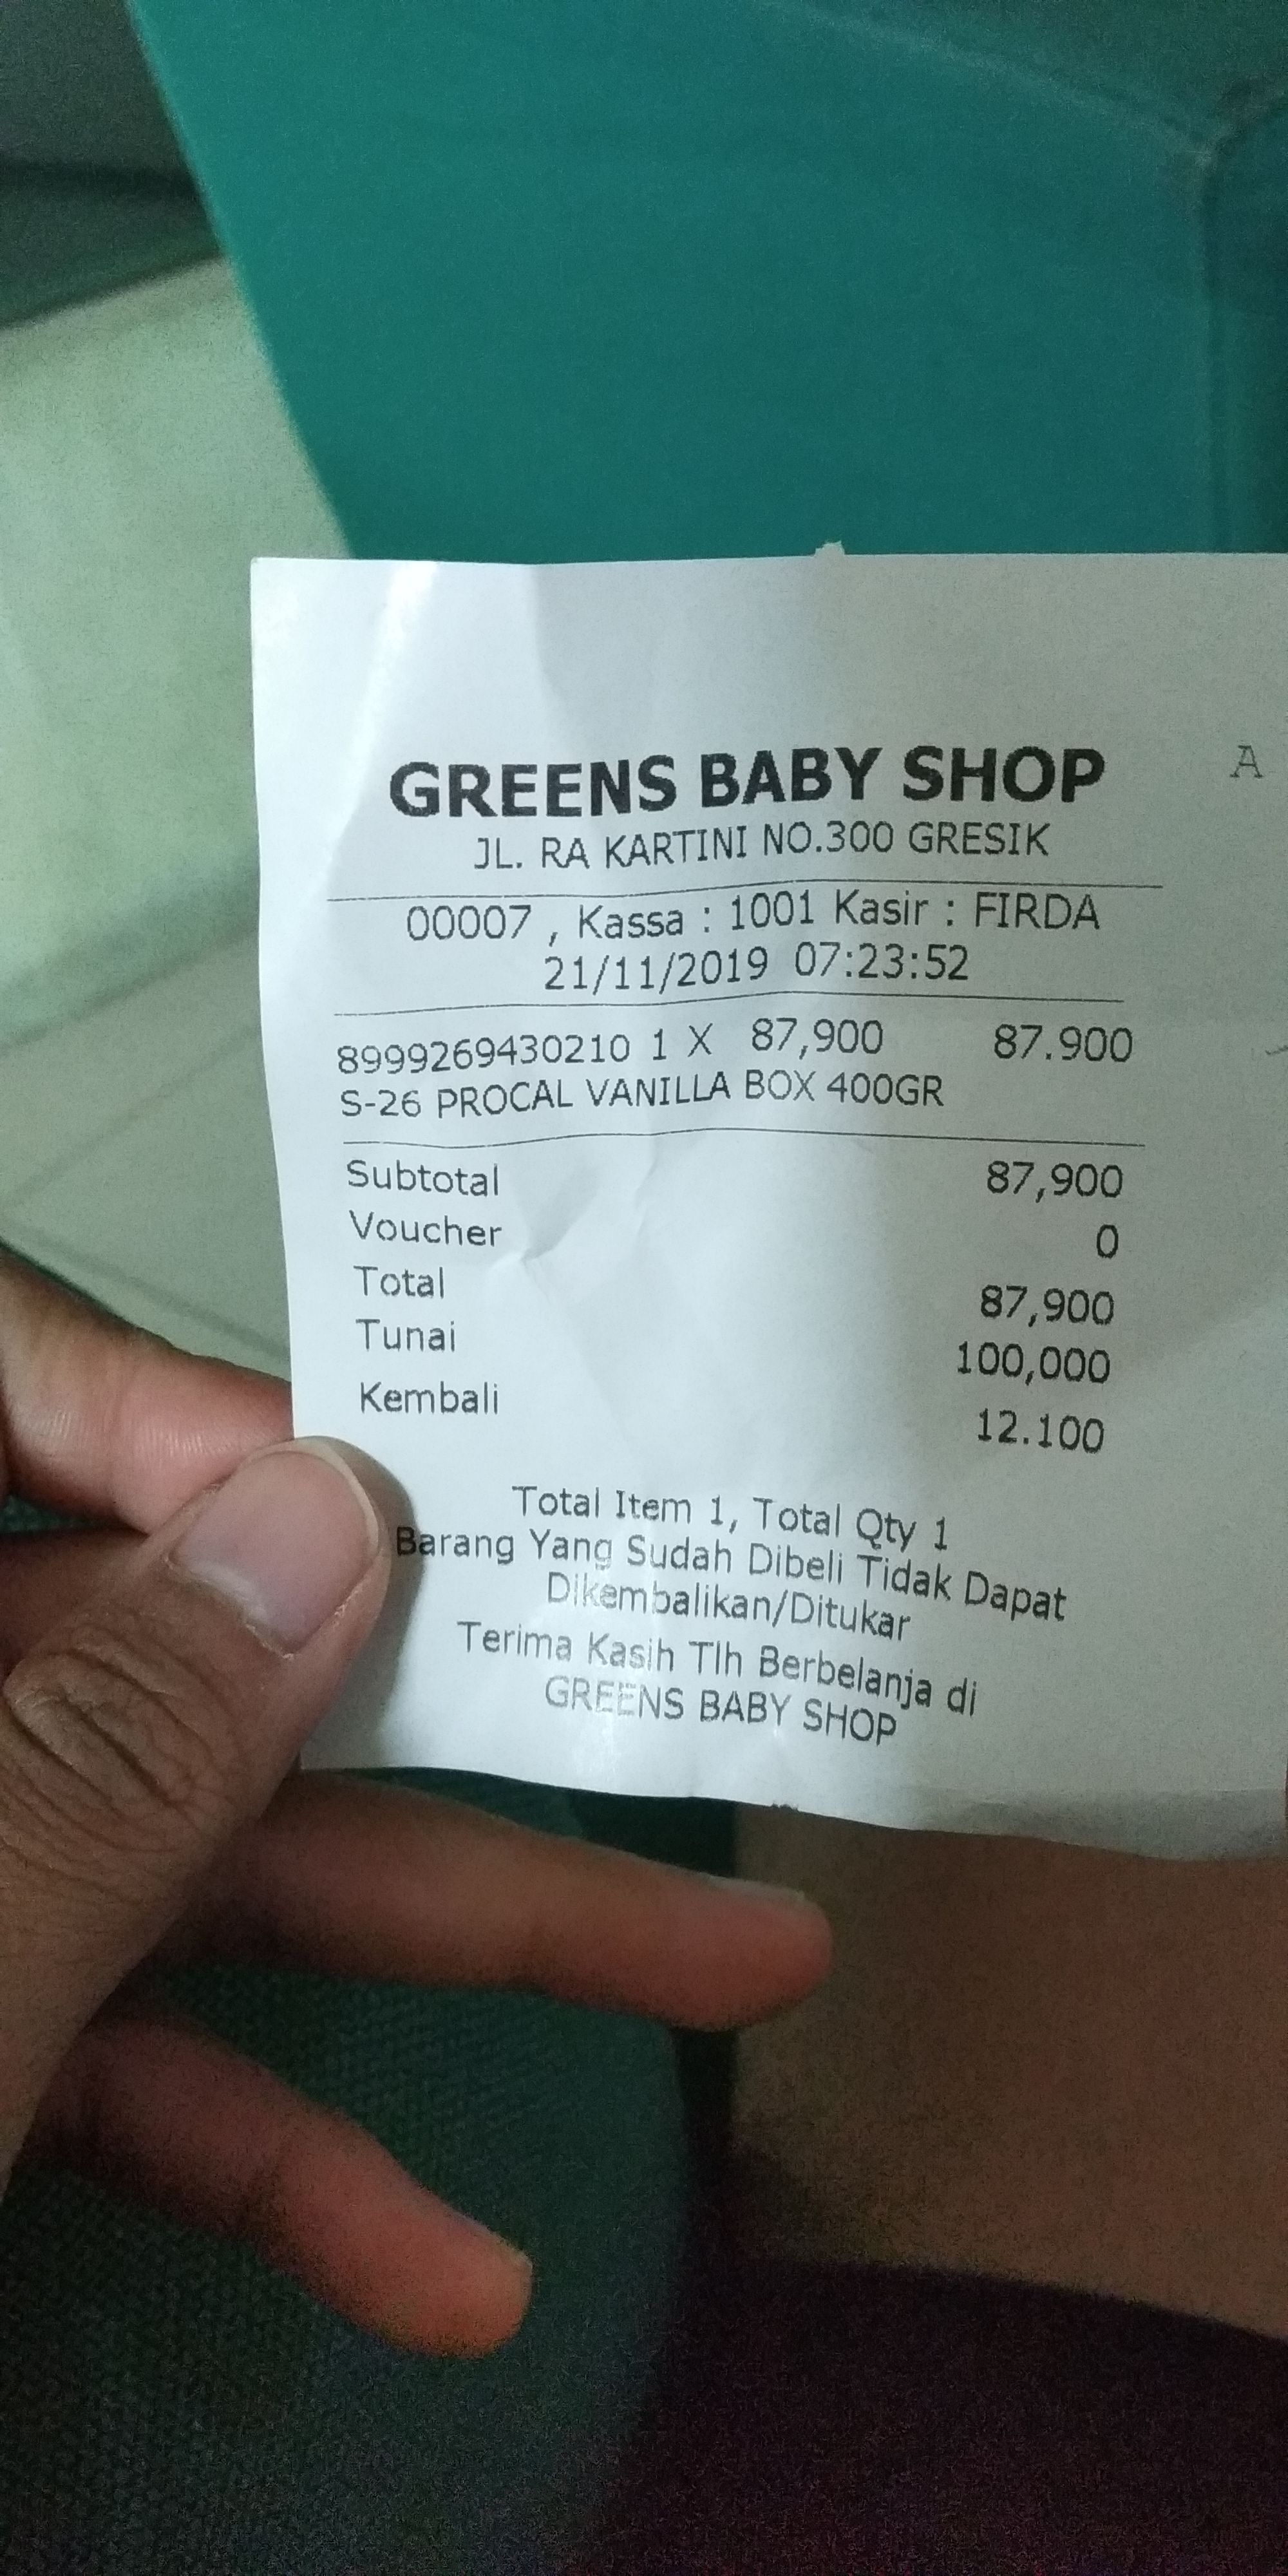 GREENS BABY SHOP
A
JL. RA KARTINI NO.300 GRESIK
00007 , Kassa : 1001 Kasir : FIRDA
21/11/2019 07:23:52
8999269430210 1 X 87,900 87.900
S-26 PROCAL VANILLA BOX 400GR
Subtotal 87,900
Voucher 0
Total 87,900
Tunai 100,000
Kembali 12.100
Total Item 1, Total Qty 1
Barang Yang Sudah Dibeli Tidak Dapat
Dikembalikan/Ditukar
Terima Kasih Tlh Berbelanja di
GREENS BABY SHOP